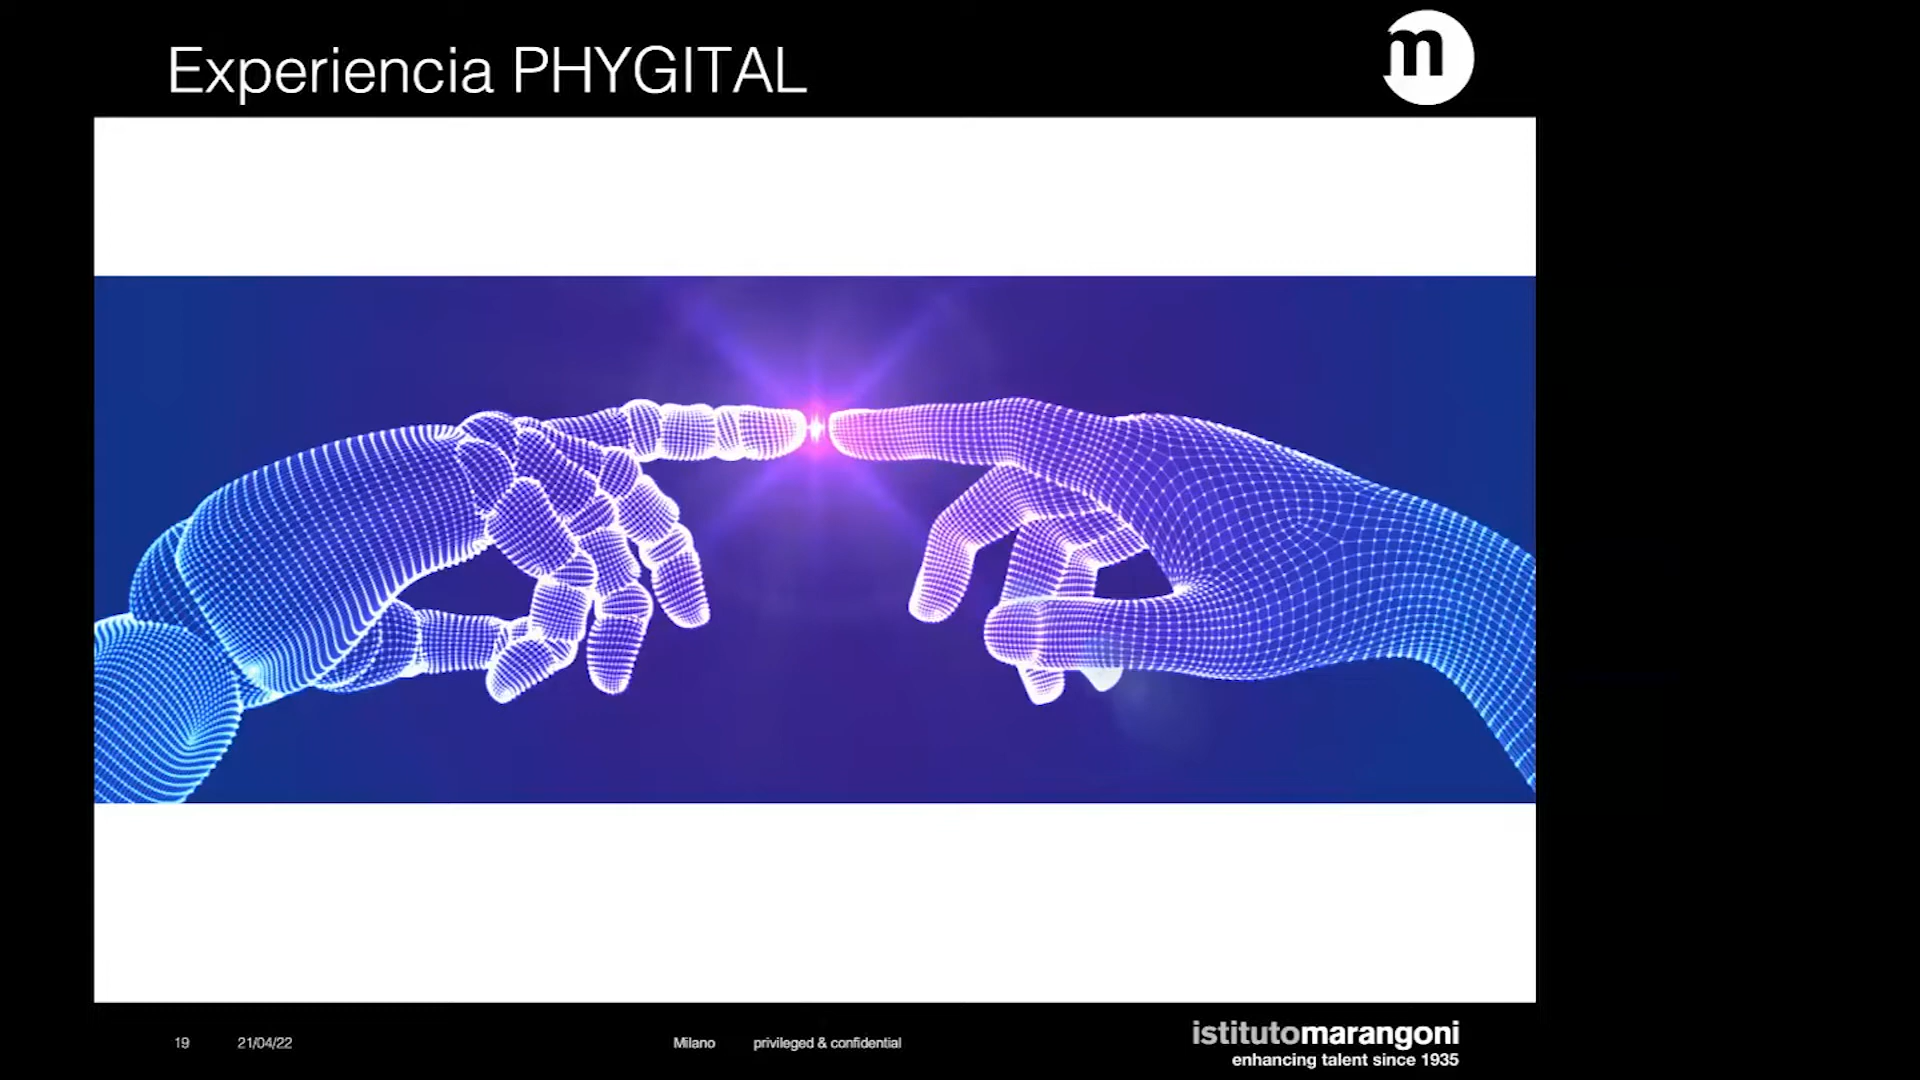 Experiencia PHYGITAL
m
19 21/04/22 Milano privileged & confidential
istitutomarangoni
enhancing talent since 1935